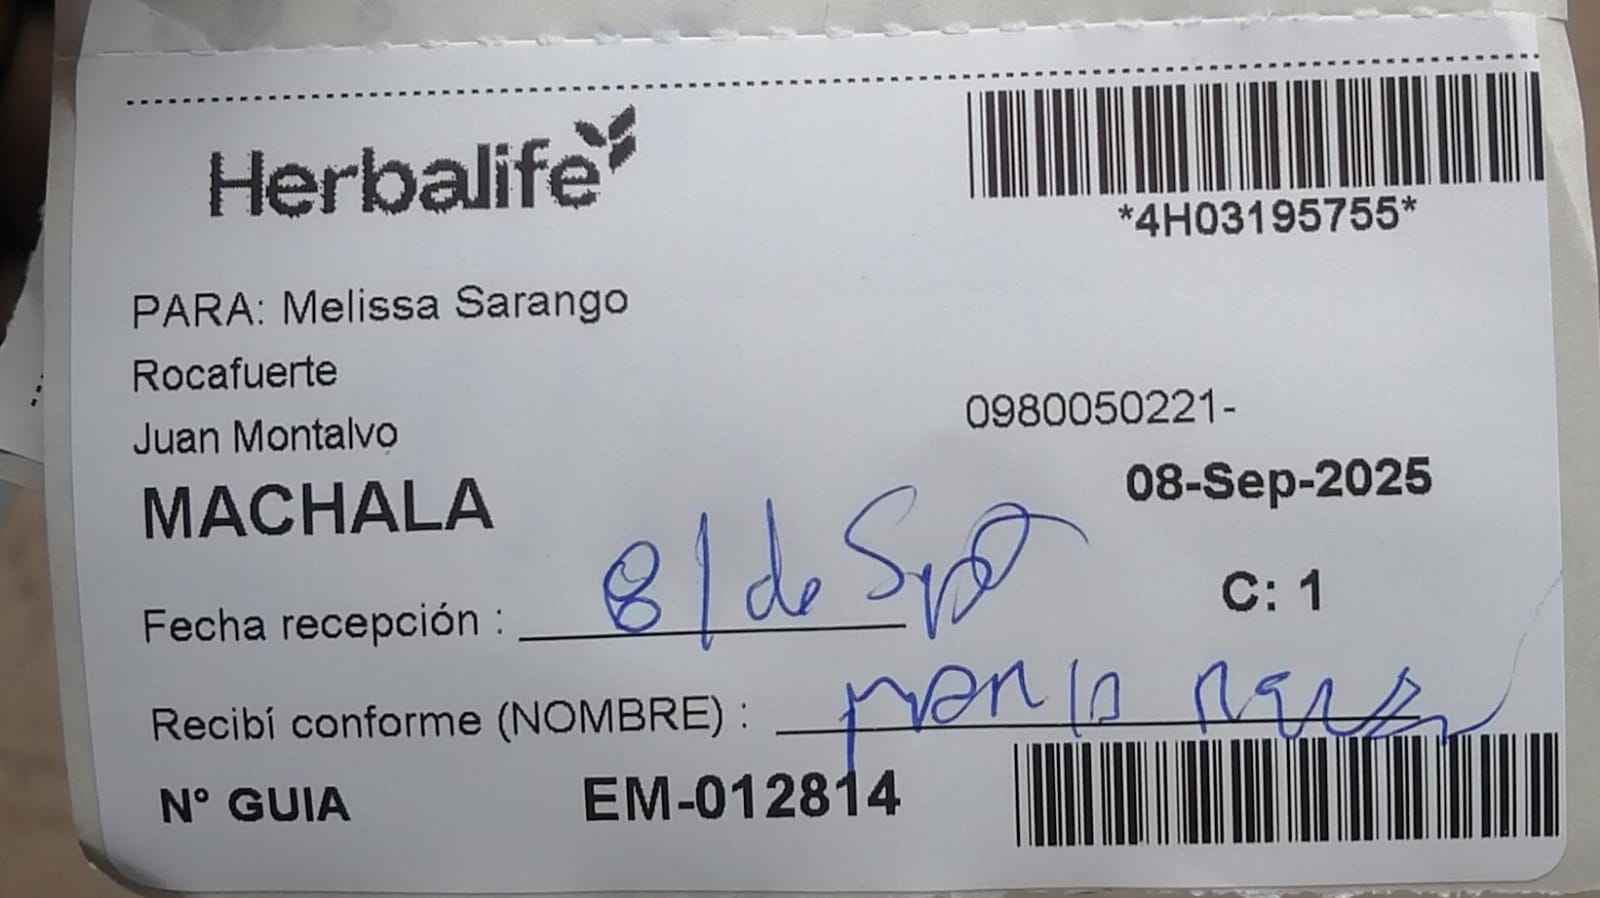 Herbalife
*4H03195755*
PARA: Melissa Sarango
Rocafuerte
Juan Montalvo
0980050221-
MACHALA
08-Sep-2025
Fecha recepción : 8 / de
C: 1
Recibí conforme (NOMBRE) :
N° GUIA EM-012814